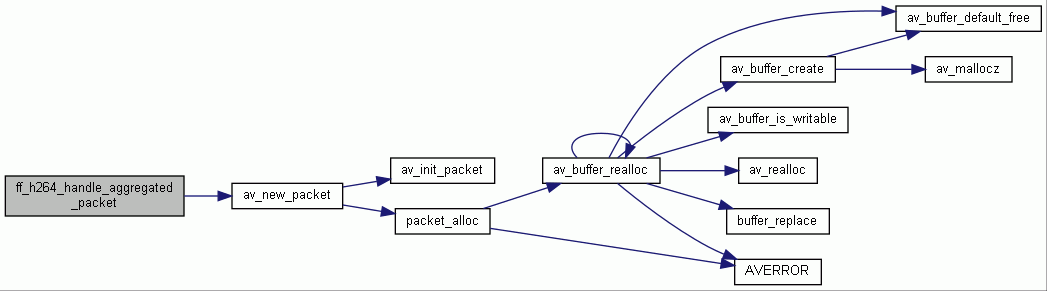 ff_h264_handle_aggregated
_packet
av_new_packet
av_init_packet
packet_alloc
av_buffer_realloc
av_buffer_default_free
av_buffer_create
av_mallocz
av_buffer_is_writable
av_realloc
buffer_replace
AVERROR